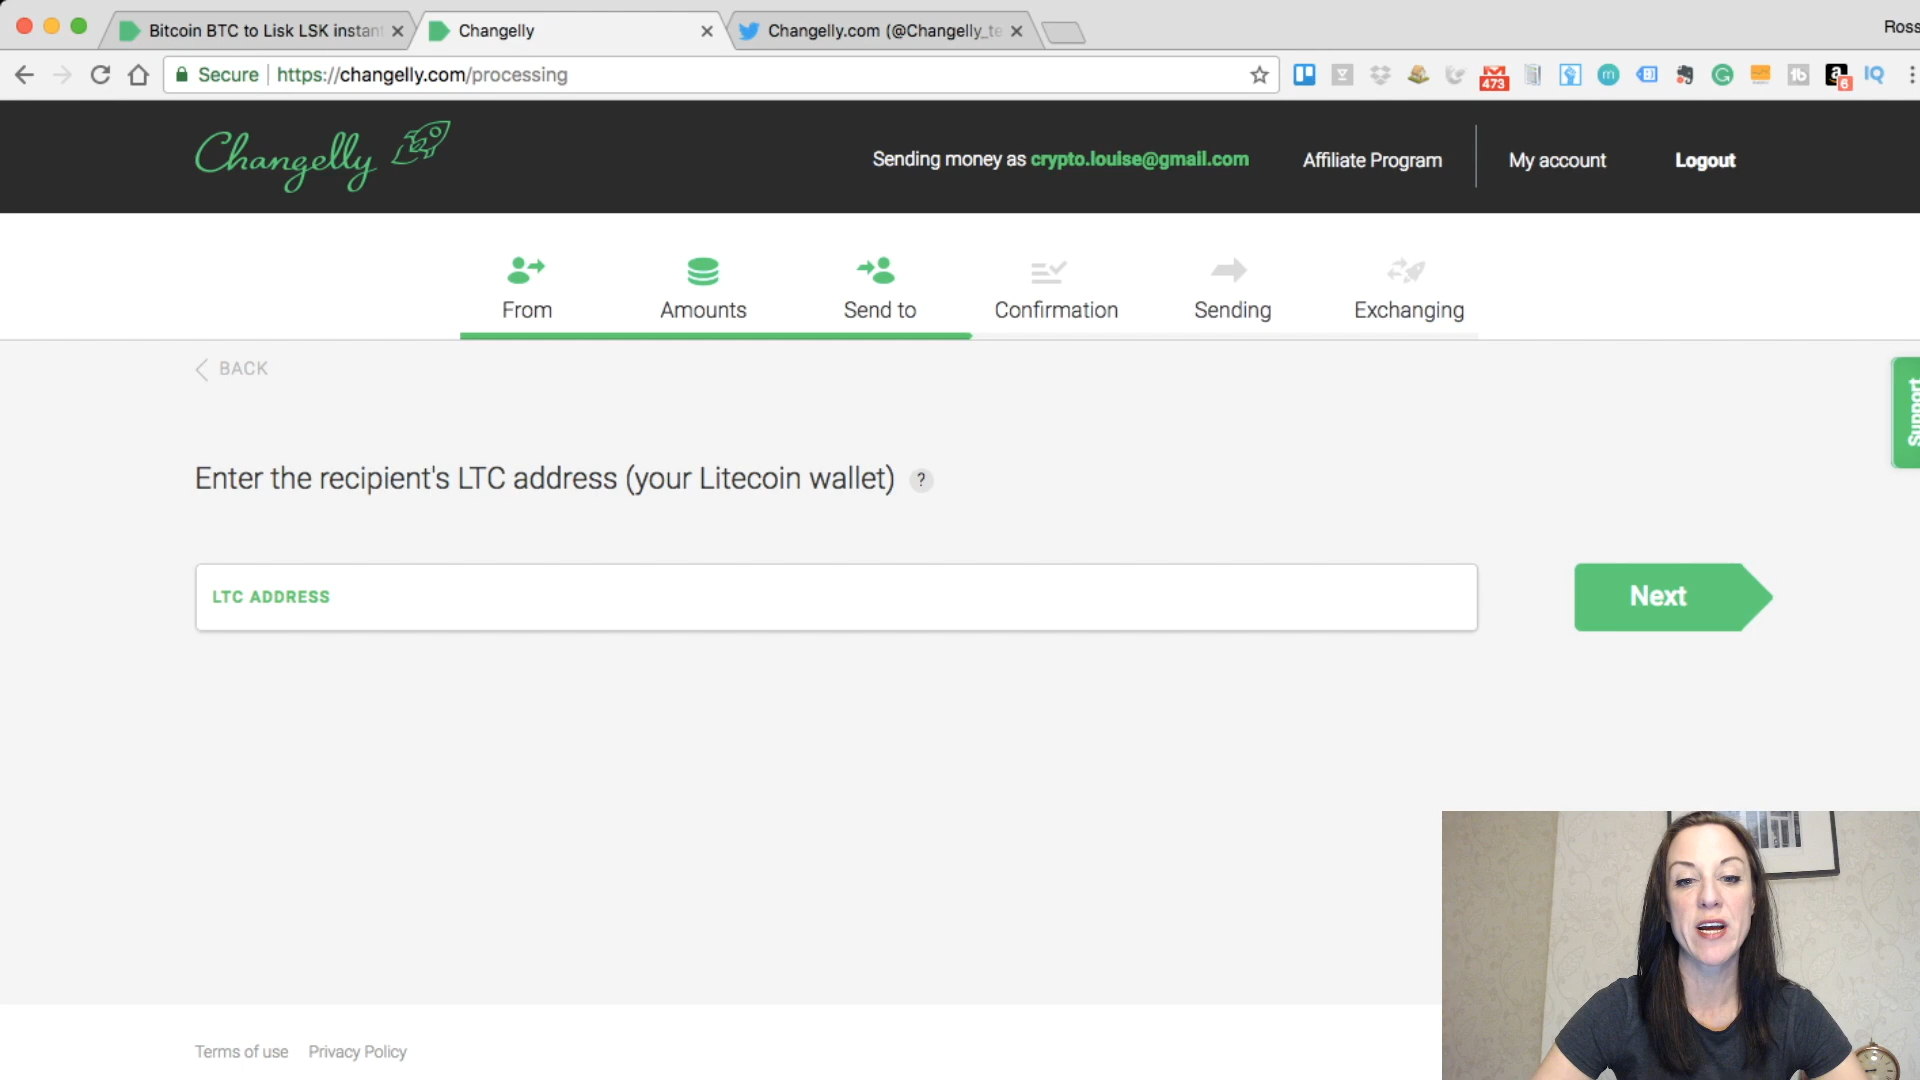 Bitcoin BTC to Lisk LSK instant
Changelly
Changelly.com (@Changelly_te
Ross
Secure
https://changelly.com/processing
473
6
Changelly
Sending money as crypto.louise@gmail.com
Affiliate Program
My account
Logout
From
Amounts
Send to
Confirmation
Sending
Exchanging
BACK
Support
Enter the recipient's LTC address (your Litecoin wallet) ?
LTC ADDRESS
Next
Terms of use
Privacy Policy